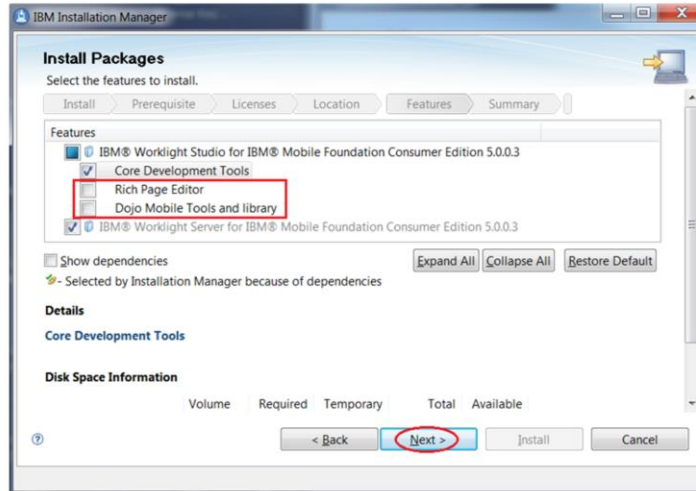 IBM Installation Manager
Install Packages
Select the features to install.
Install Prerequisite Licenses Location Features Summary
Features
IBM® Worklight Studio for IBM® Mobile Foundation Consumer Edition 5.0.0.3
Core Development Tools
Rich Page Editor
Dojo Mobile Tools and library
IBM® Worklight Server for IBM® Mobile Foundation Consumer Edition 5.0.0.3
Show dependencies Expand All Collapse All Restore Default
- Selected by Installation Manager because of dependencies
Details
Core Development Tools
Disk Space Information
Volume Required Temporary Total Available
? < Back Next > Install Cancel